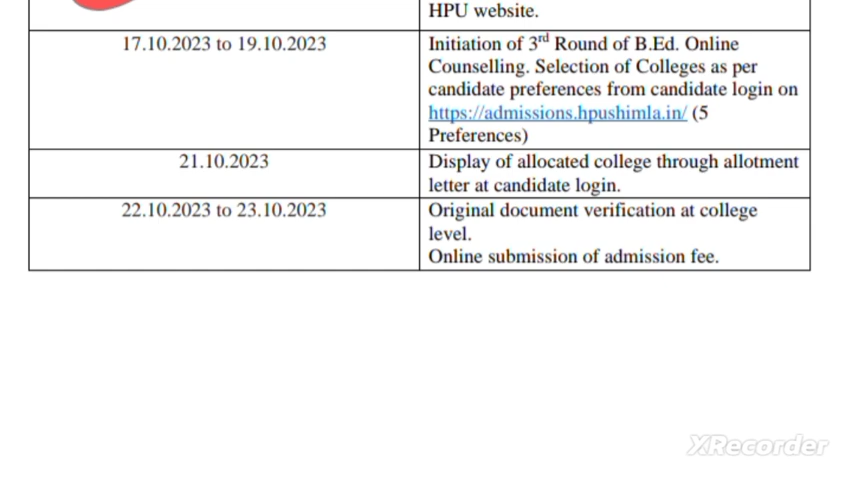 HPU website.
17.10.2023 to 19.10.2023
Initiation of 3rd Round of B.Ed. Online
Counselling. Selection of Colleges as per
candidate preferences from candidate login on
https://admissions.hpushimla.in/ (5
Preferences)
21.10.2023
Display of allocated college through allotment
letter at candidate login.
22.10.2023 to 23.10.2023
Original document verification at college
level.
Online submission of admission fee.
XRecorder